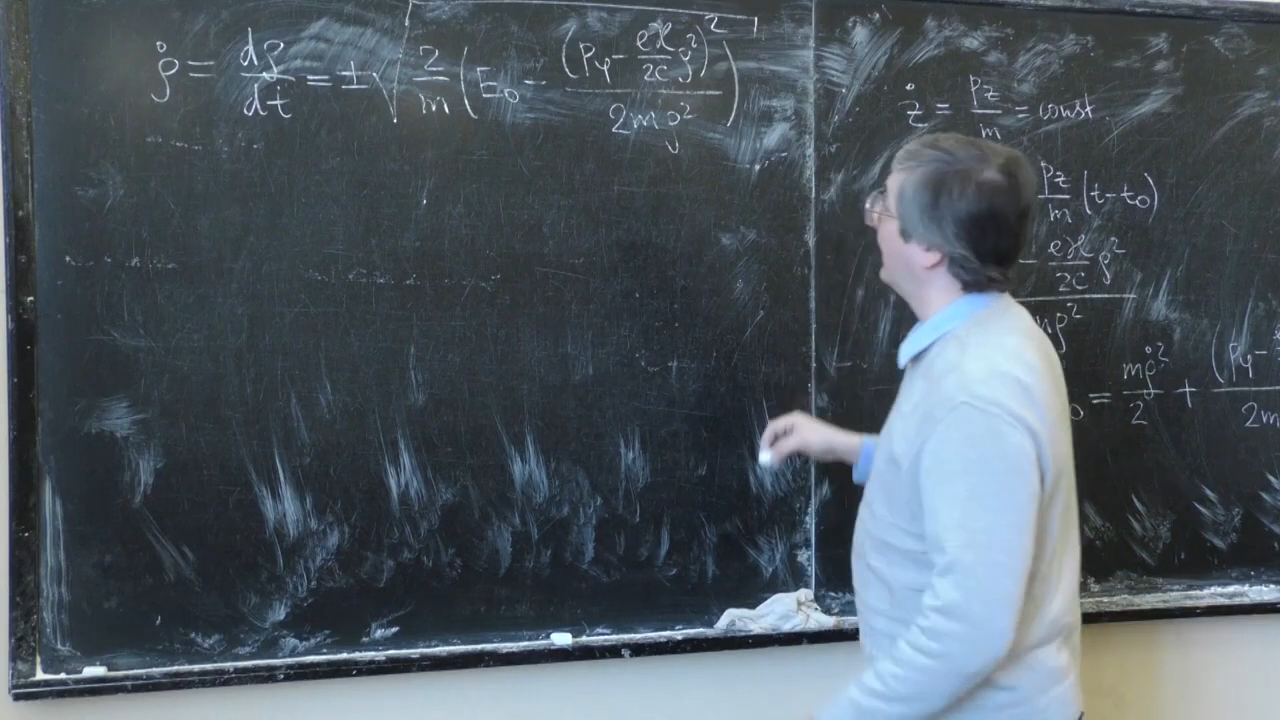 ρ̇ = dρ/dt = ±√(2/m (E₀ - (p_φ - eℋ/2c ρ²)²/2mρ²))
ż = p_z/m = const.
p_z/m (t-t₀)
- eℋ/2c ρ²
mρ²
₀ = mρ̇²/2 + (p_φ -
2m